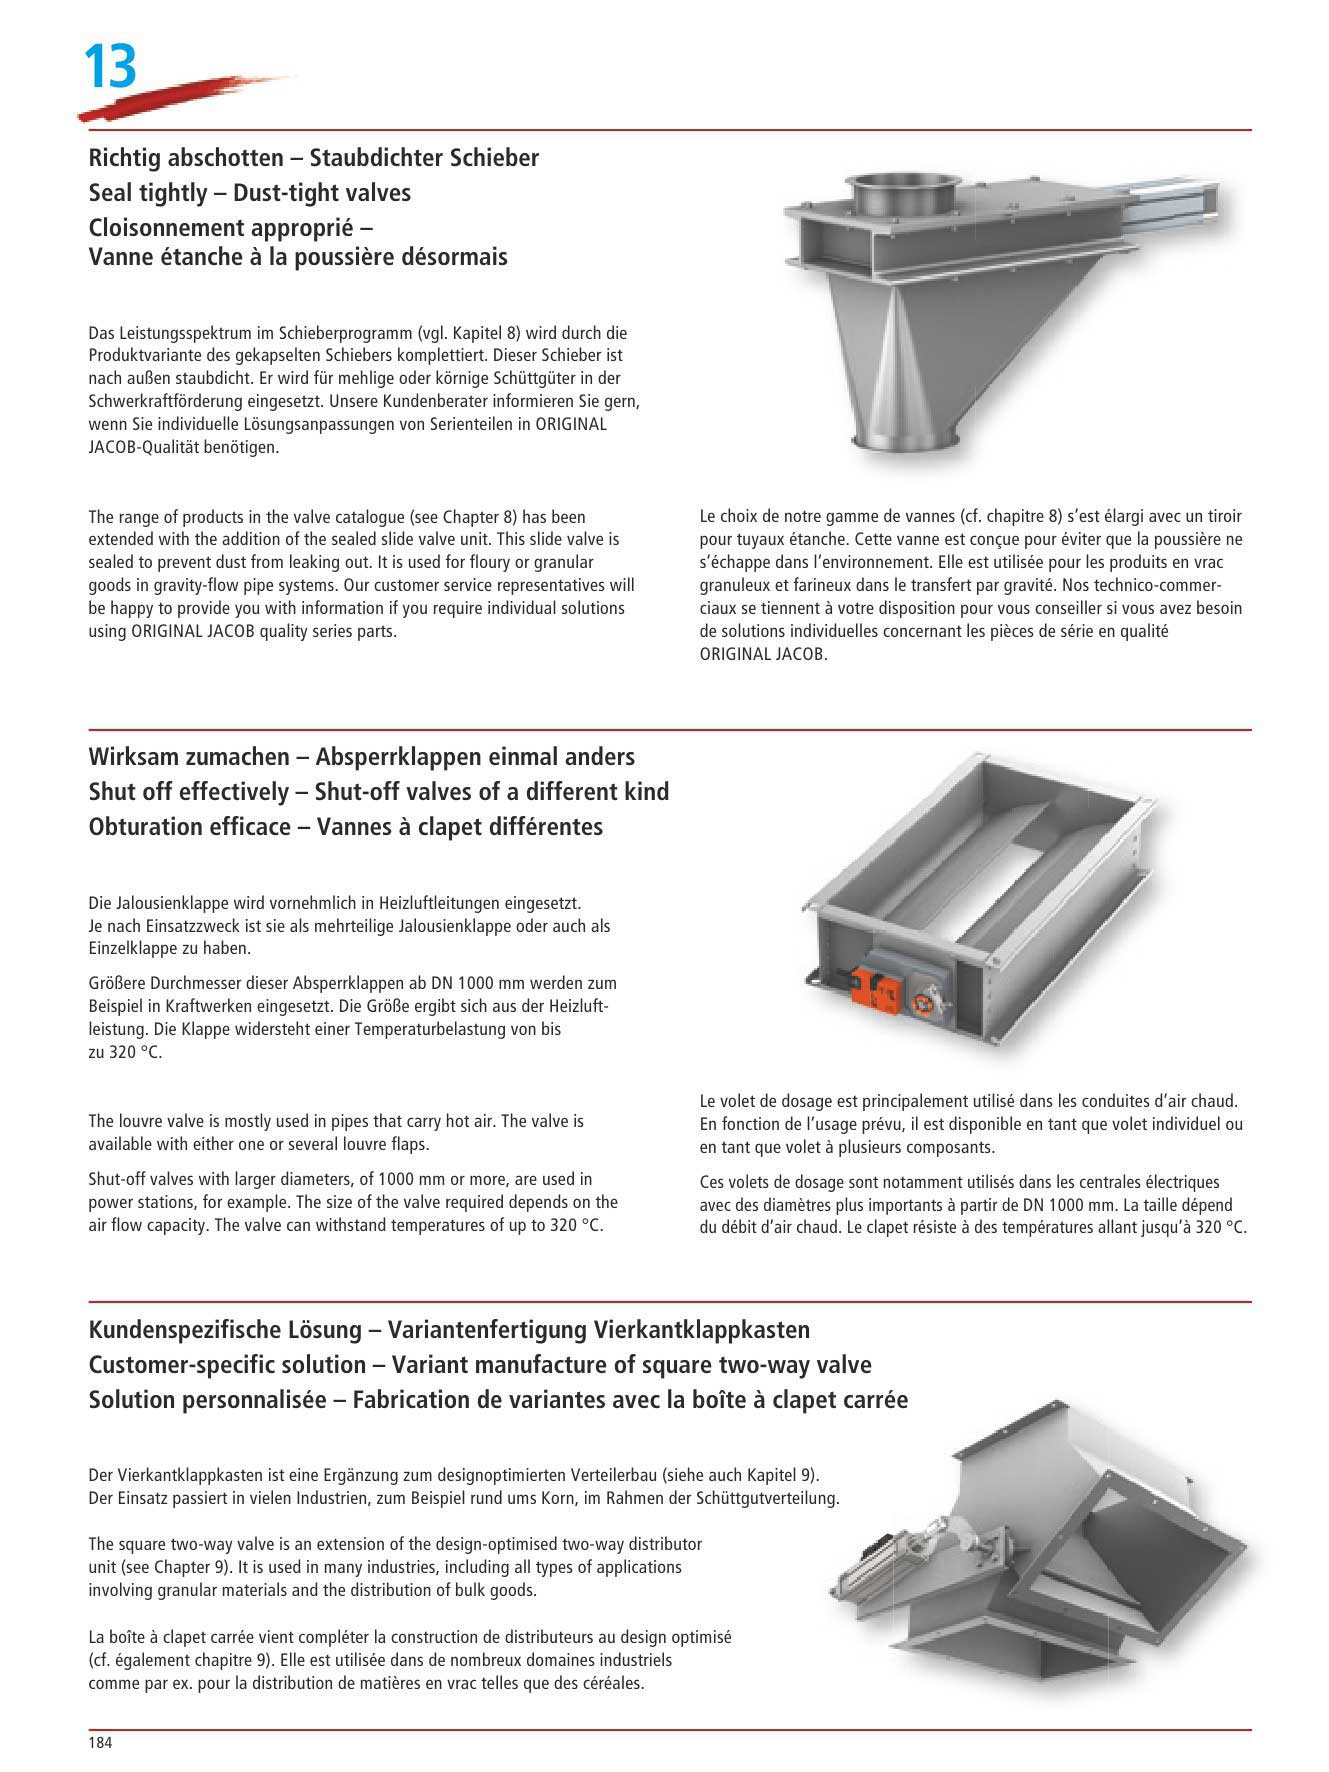 13
Richtig abschotten – Staubdichter Schieber
Seal tightly – Dust-tight valves
Cloisonnement approprié –
Vanne étanche à la poussière désormais
Das Leistungsspektrum im Schieberprogramm (vgl. Kapitel 8) wird durch die
Produktvariante des gekapselten Schiebers komplettiert. Dieser Schieber ist
nach außen staubdicht. Er wird für mehlige oder körnige Schüttgüter in der
Schwerkraftförderung eingesetzt. Unsere Kundenberater informieren Sie gern,
wenn Sie individuelle Lösungsanpassungen von Serienteilen in ORIGINAL
JACOB-Qualität benötigen.
The range of products in the valve catalogue (see Chapter 8) has been
extended with the addition of the sealed slide valve unit. This slide valve is
sealed to prevent dust from leaking out. It is used for floury or granular
goods in gravity-flow pipe systems. Our customer service representatives will
be happy to provide you with information if you require individual solutions
using ORIGINAL JACOB quality series parts.
Le choix de notre gamme de vannes (cf. chapitre 8) s’est élargi avec un tiroir
pour tuyaux étanche. Cette vanne est conçue pour éviter que la poussière ne
s’échappe dans l’environnement. Elle est utilisée pour les produits en vrac
granuleux et farineux dans le transfert par gravité. Nos technico-commer-
ciaux se tiennent à votre disposition pour vous conseiller si vous avez besoin
de solutions individuelles concernant les pièces de série en qualité
ORIGINAL JACOB.
Wirksam zumachen – Absperrklappen einmal anders
Shut off effectively – Shut-off valves of a different kind
Obturation efficace – Vannes à clapet différentes
Die Jalousienklappe wird vornehmlich in Heizluftleitungen eingesetzt.
Je nach Einsatzzweck ist sie als mehrteilige Jalousienklappe oder auch als
Einzelklappe zu haben.
Größere Durchmesser dieser Absperrklappen ab DN 1000 mm werden zum
Beispiel in Kraftwerken eingesetzt. Die Größe ergibt sich aus der Heizluft-
leistung. Die Klappe widersteht einer Temperaturbelastung von bis
zu 320 °C.
The louvre valve is mostly used in pipes that carry hot air. The valve is
available with either one or several louvre flaps.
Shut-off valves with larger diameters, of 1000 mm or more, are used in
power stations, for example. The size of the valve required depends on the
air flow capacity. The valve can withstand temperatures of up to 320 °C.
Le volet de dosage est principalement utilisé dans les conduites d’air chaud.
En fonction de l’usage prévu, il est disponible en tant que volet individuel ou
en tant que volet à plusieurs composants.
Ces volets de dosage sont notamment utilisés dans les centrales électriques
avec des diamètres plus importants à partir de DN 1000 mm. La taille dépend
du débit d’air chaud. Le clapet résiste à des températures allant jusqu’à 320 °C.
Kundenspezifische Lösung – Variantenfertigung Vierkantklappkasten
Customer-specific solution – Variant manufacture of square two-way valve
Solution personnalisée – Fabrication de variantes avec la boîte à clapet carrée
Der Vierkantklappkasten ist eine Ergänzung zum designoptimierten Verteilerbau (siehe auch Kapitel 9).
Der Einsatz passiert in vielen Industrien, zum Beispiel rund ums Korn, im Rahmen der Schüttgutverteilung.
The square two-way valve is an extension of the design-optimised two-way distributor
unit (see Chapter 9). It is used in many industries, including all types of applications
involving granular materials and the distribution of bulk goods.
La boîte à clapet carrée vient compléter la construction de distributeurs au design optimisé
(cf. également chapitre 9). Elle est utilisée dans de nombreux domaines industriels
comme par ex. pour la distribution de matières en vrac telles que des céréales.
184